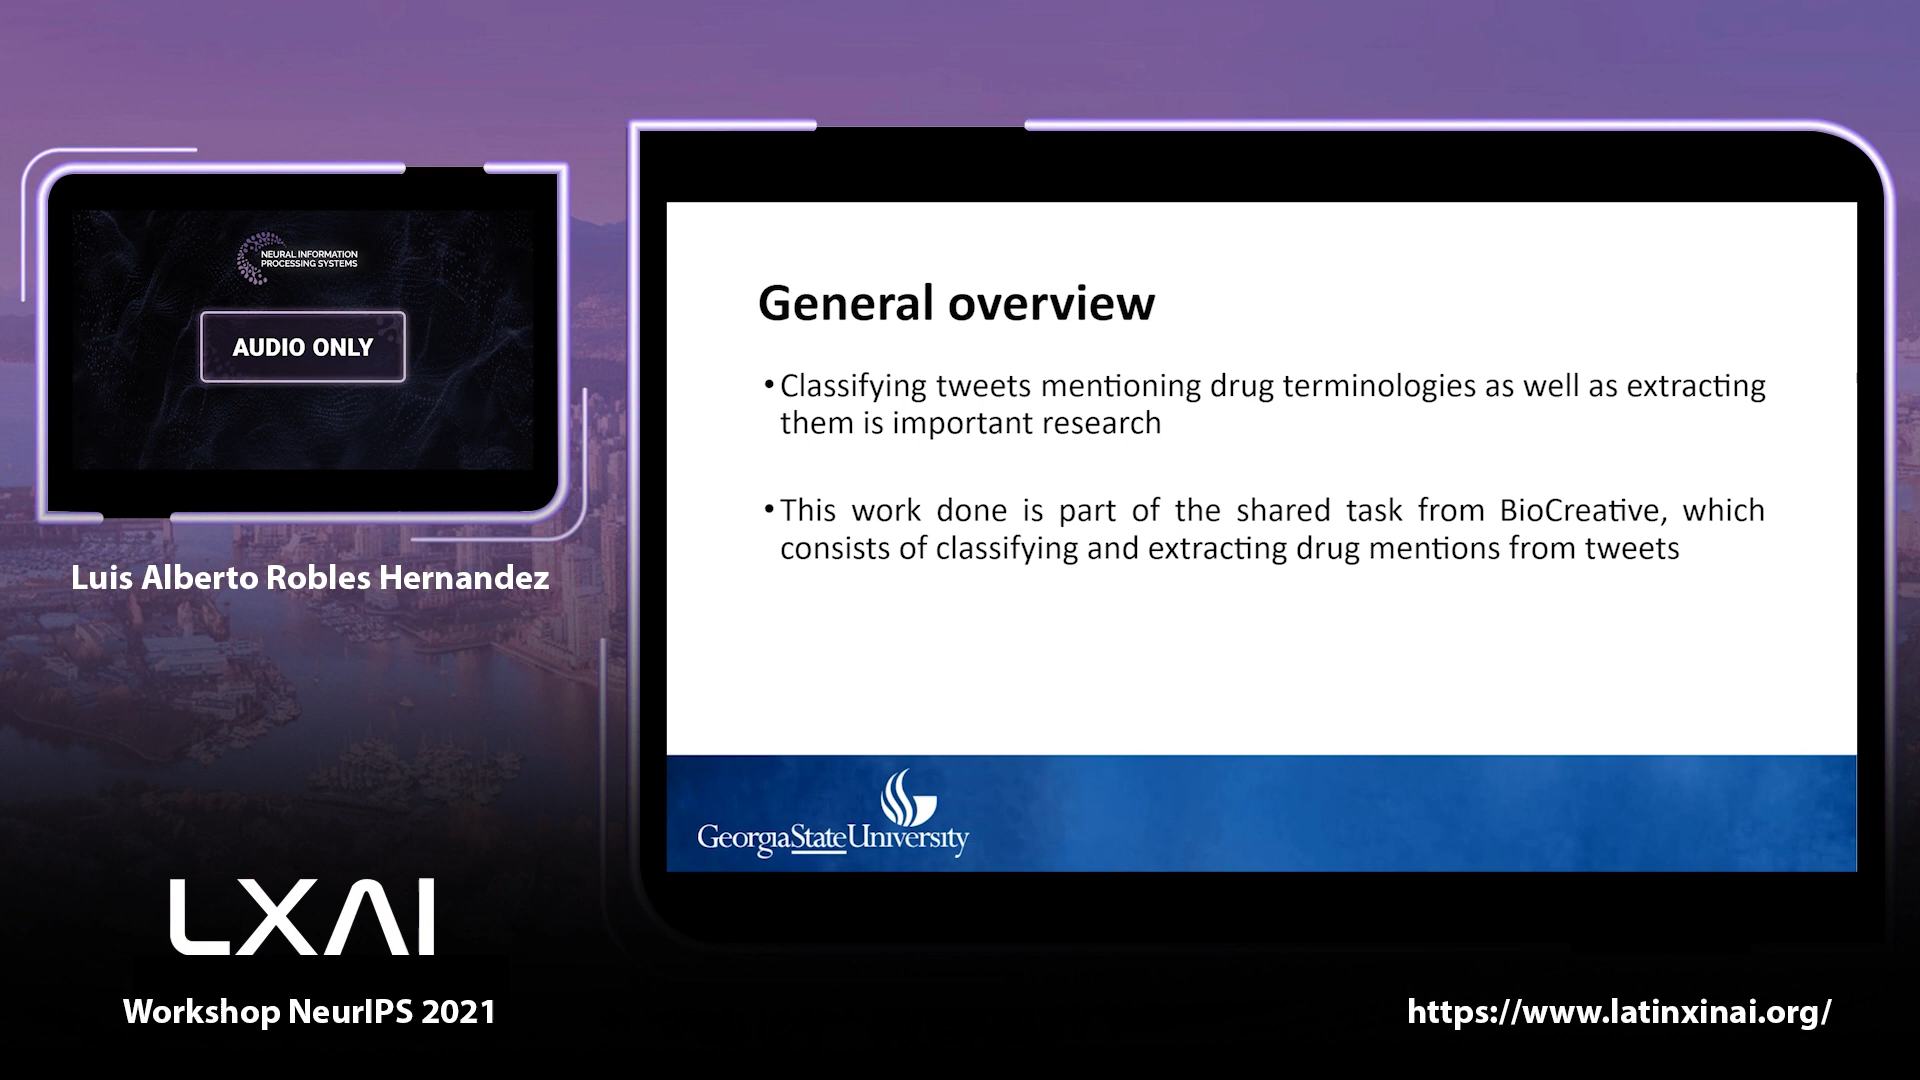 NEURAL INFORMATION
PROCESSING SYSTEMS
AUDIO ONLY
Luis Alberto Robles Hernandez
General overview
• Classifying tweets mentioning drug terminologies as well as extracting
them is important research
• This work done is part of the shared task from BioCreative, which
consists of classifying and extracting drug mentions from tweets
GeorgiaStateUniversity
LXAI
Workshop NeurIPS 2021
https://www.latinxinai.org/